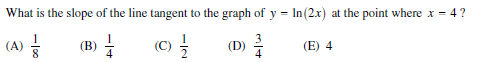 What is the slope of the line tangent to the graph of y = ln(2x) at the point where x = 4 ?
(A) 1/8 (B) 1/4 (C) 1/2 (D) 3/4 (E) 4